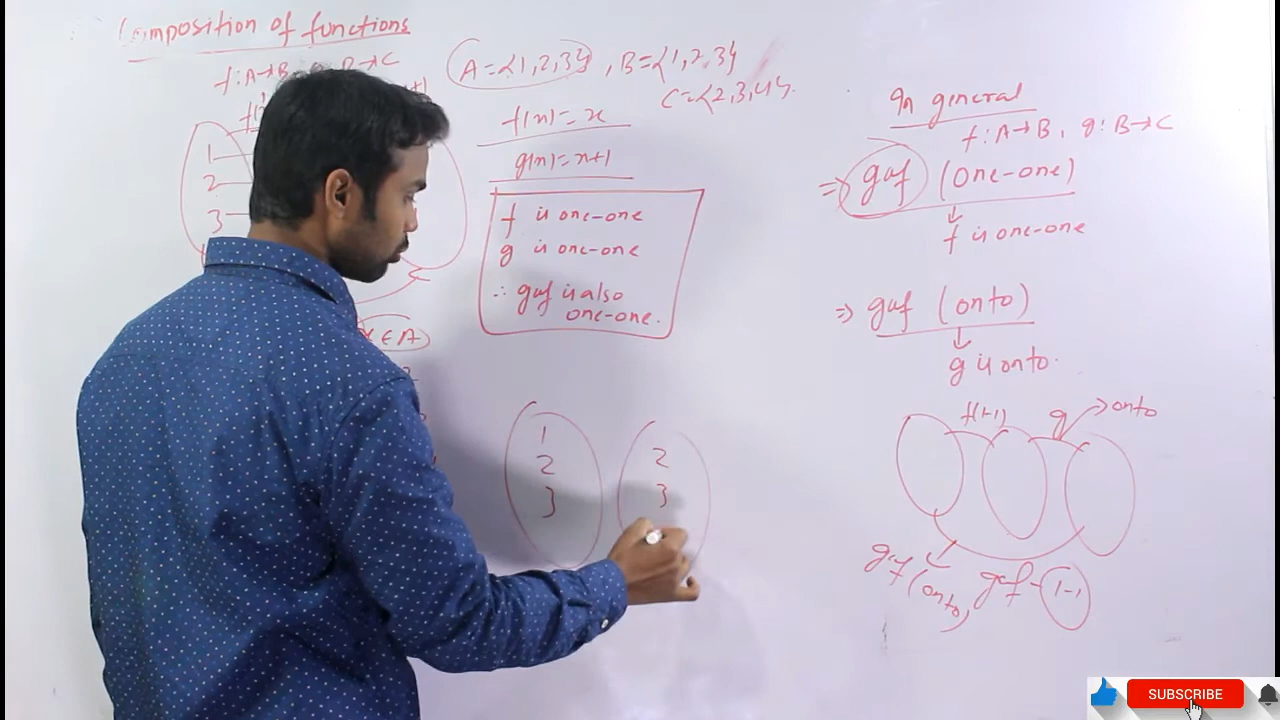 Composition of functions
f: A→B
B→C
A={1,2,3}, B={1,2,3}
C={2,3,4}.
f(x)=x
g(x)=x+1
f is one-one
g is one-one
∴ gof is also
one-one.
1
2
3
x ∈ A
1
2
3
2
3
In general
f: A→B, g: B→C
⇒ gof (one-one)
↓
f is one-one
⇒ gof (onto)
↓
g is onto.
f(1-1)
g
→onto
gof (onto,
gof - 1-1
SUBSCRIBE